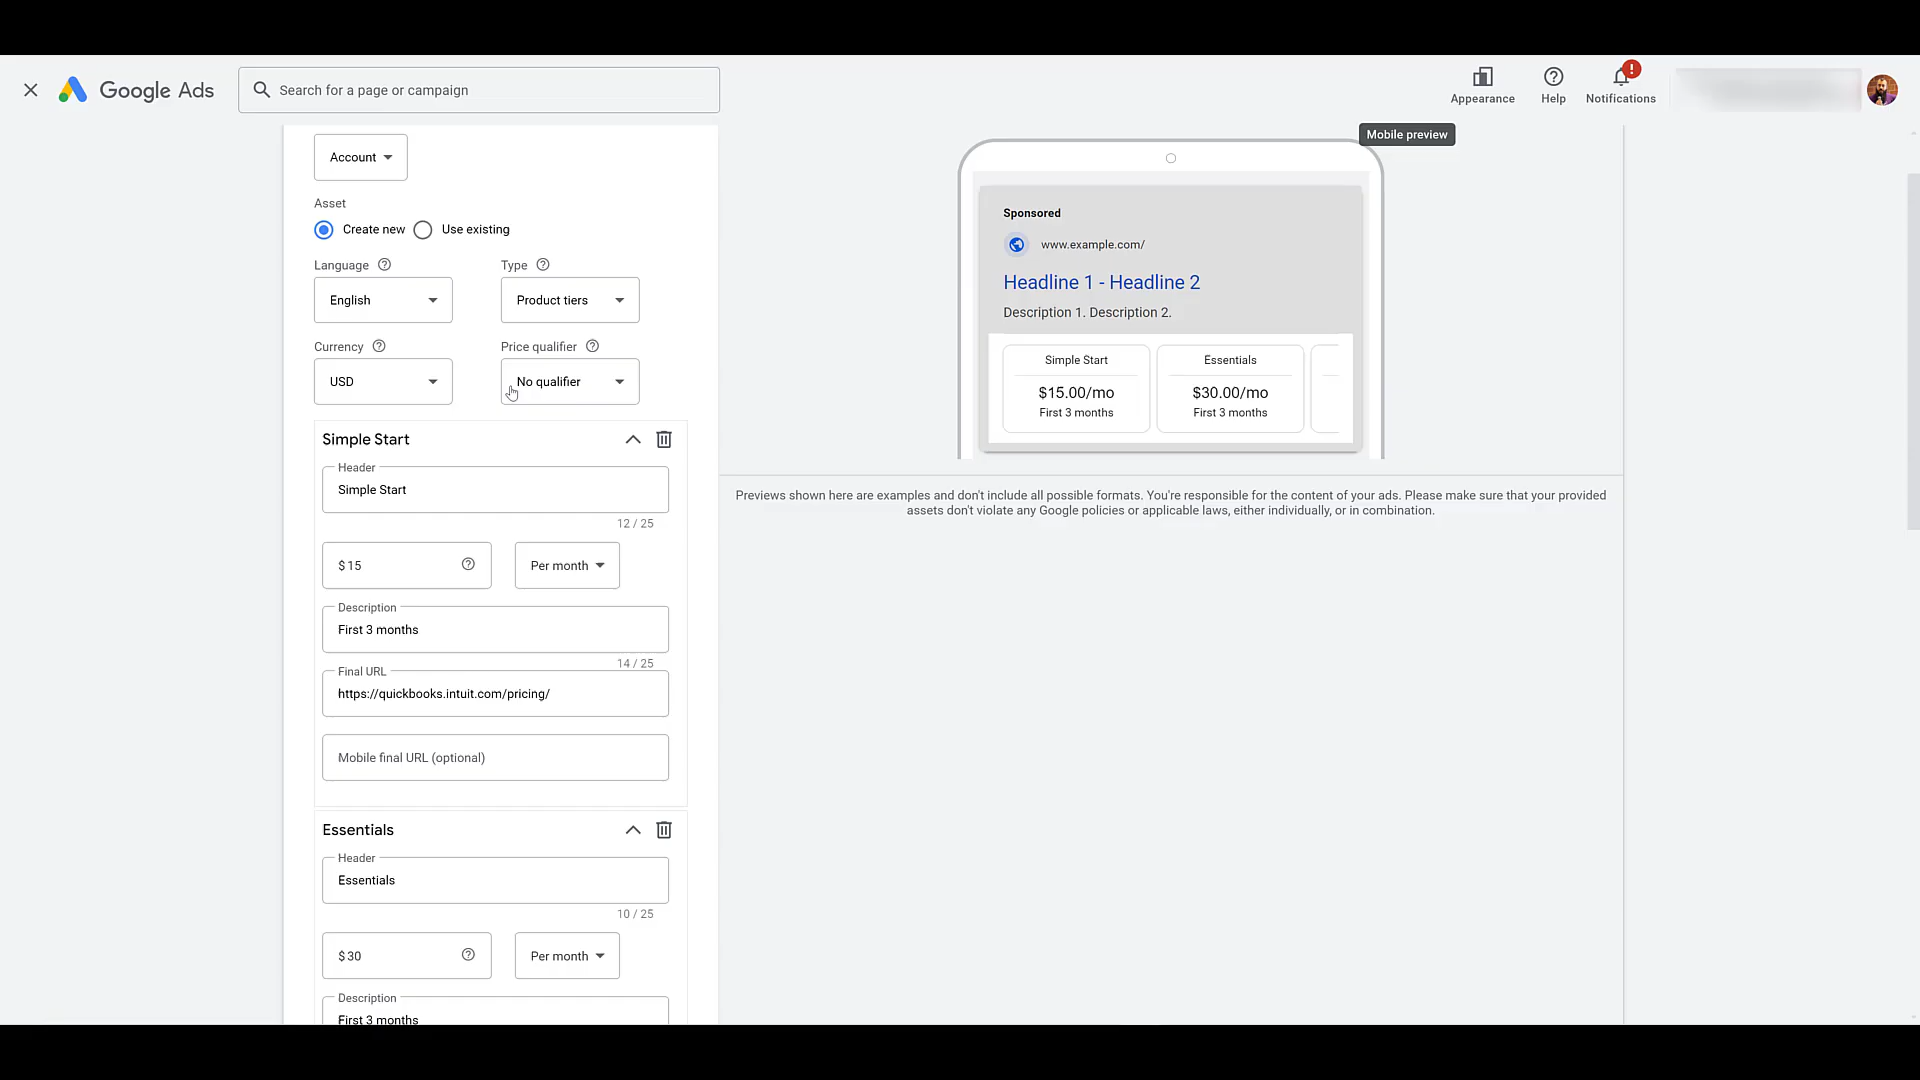 Google Ads
Search for a page or campaign
Appearance
Help
!
Notifications
Mobile preview
Account
Asset
Create new
Use existing
Language
Type
English
Product tiers
Currency
Price qualifier
USD
No qualifier
Simple Start
Header
Simple Start
12 / 25
$ 15
Per month
Description
First 3 months
14 / 25
Final URL
https://quickbooks.intuit.com/pricing/
Mobile final URL (optional)
Essentials
Header
Essentials
10 / 25
$ 30
Per month
Description
First 3 months
Sponsored
www.example.com/
Headline 1 - Headline 2
Description 1. Description 2.
Simple Start
$15.00/mo
First 3 months
Essentials
$30.00/mo
First 3 months
Previews shown here are examples and don't include all possible formats. You're responsible for the content of your ads. Please make sure that your provided
assets don't violate any Google policies or applicable laws, either individually, or in combination.